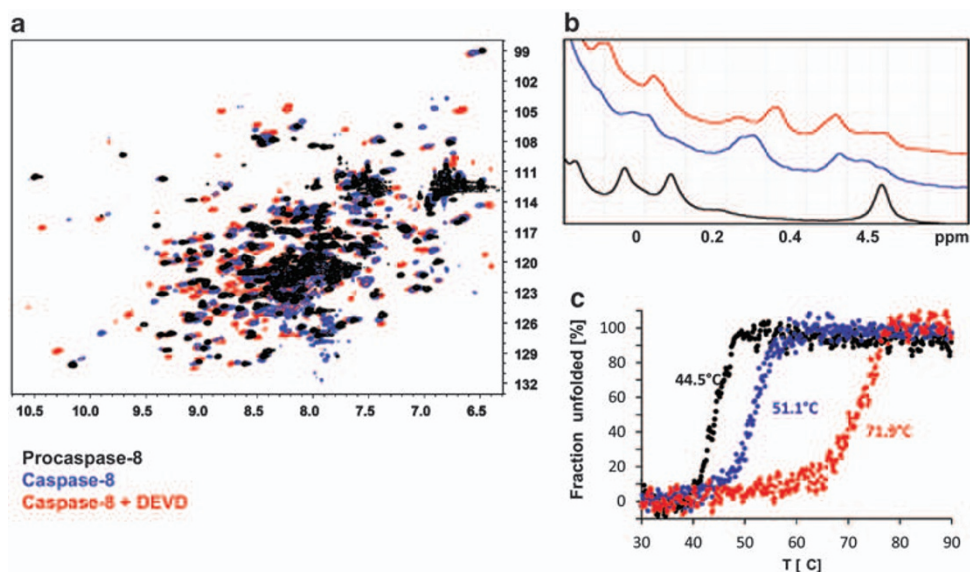 a
99
102
105
108
111
114
117
120
123
126
129
132
10.5 10.0 9.5 9.0 8.5 8.0 7.5 7.0 6.5
Procaspase-8
Caspase-8
Caspase-8 + DEVD
b
0 0.2 0.4 4.5 ppm
c
Fraction unfolded [%]
100
80
60
40
20
0
44.5°C
51.1°C
71.9°C
30 40 50 60 70 80 90
T [ C]